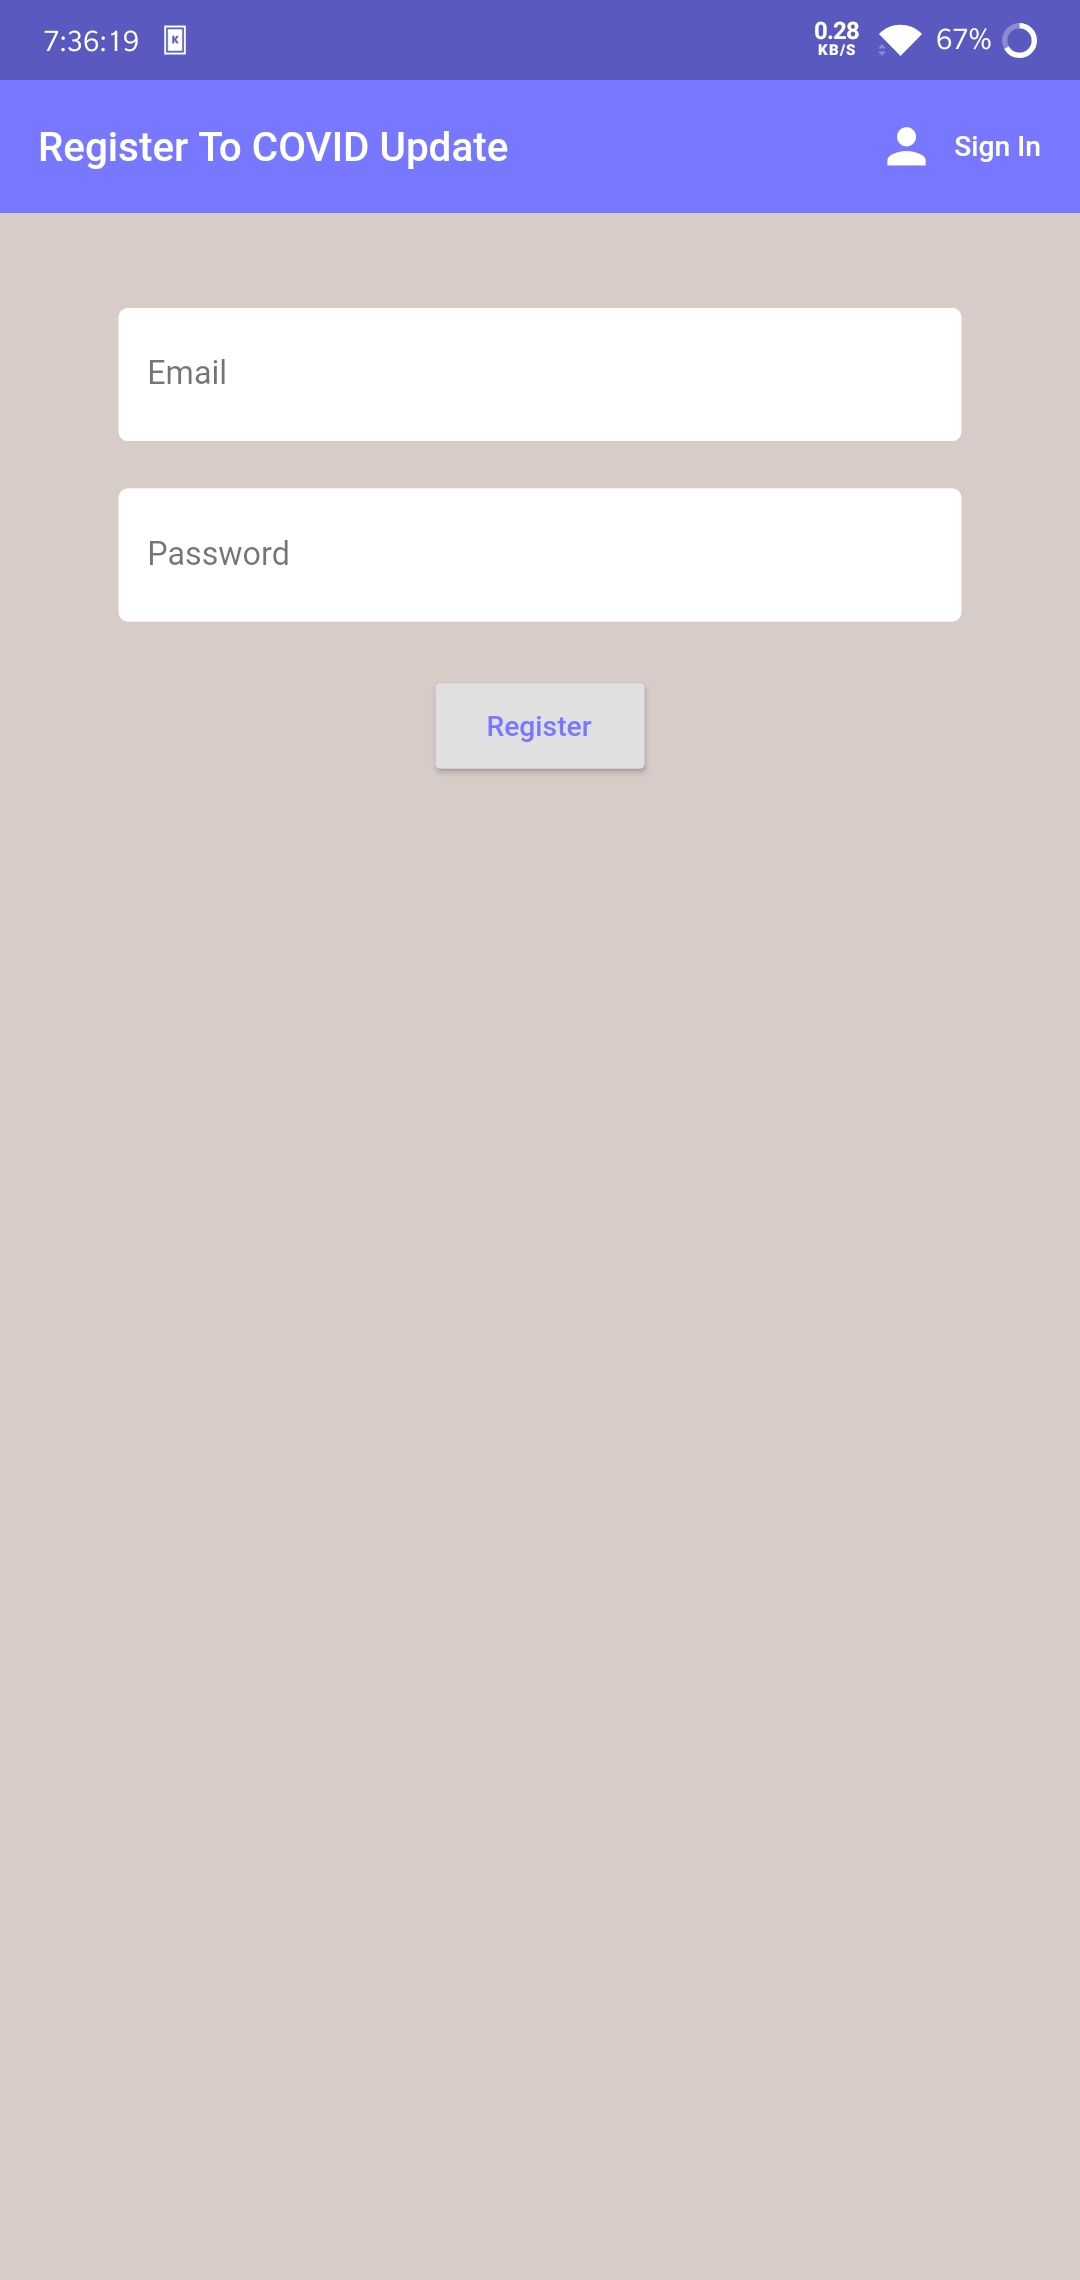 7:36:19 K 0.28 KB/S 67%
Register To COVID Update Sign In
Email
Password
Register